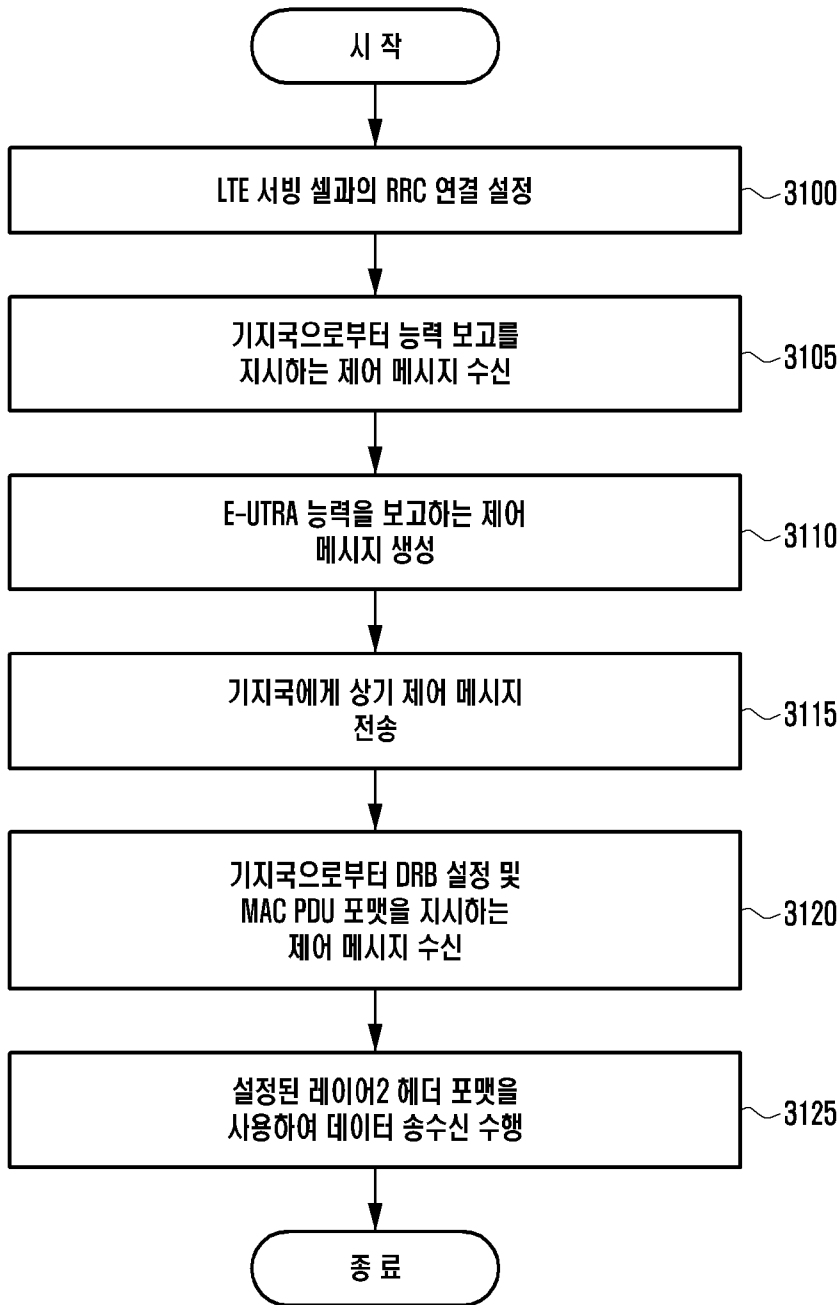 시 작
LTE 서빙 셀과의 RRC 연결 설정
3100
기지국으로부터 능력 보고를
지시하는 제어 메시지 수신
3105
E-UTRA 능력을 보고하는 제어
메시지 생성
3110
기지국에게 상기 제어 메시지
전송
3115
기지국으로부터 DRB 설정 및
MAC PDU 포맷을 지시하는
제어 메시지 수신
3120
설정된 레이어2 헤더 포맷을
사용하여 데이터 송수신 수행
3125
종 료